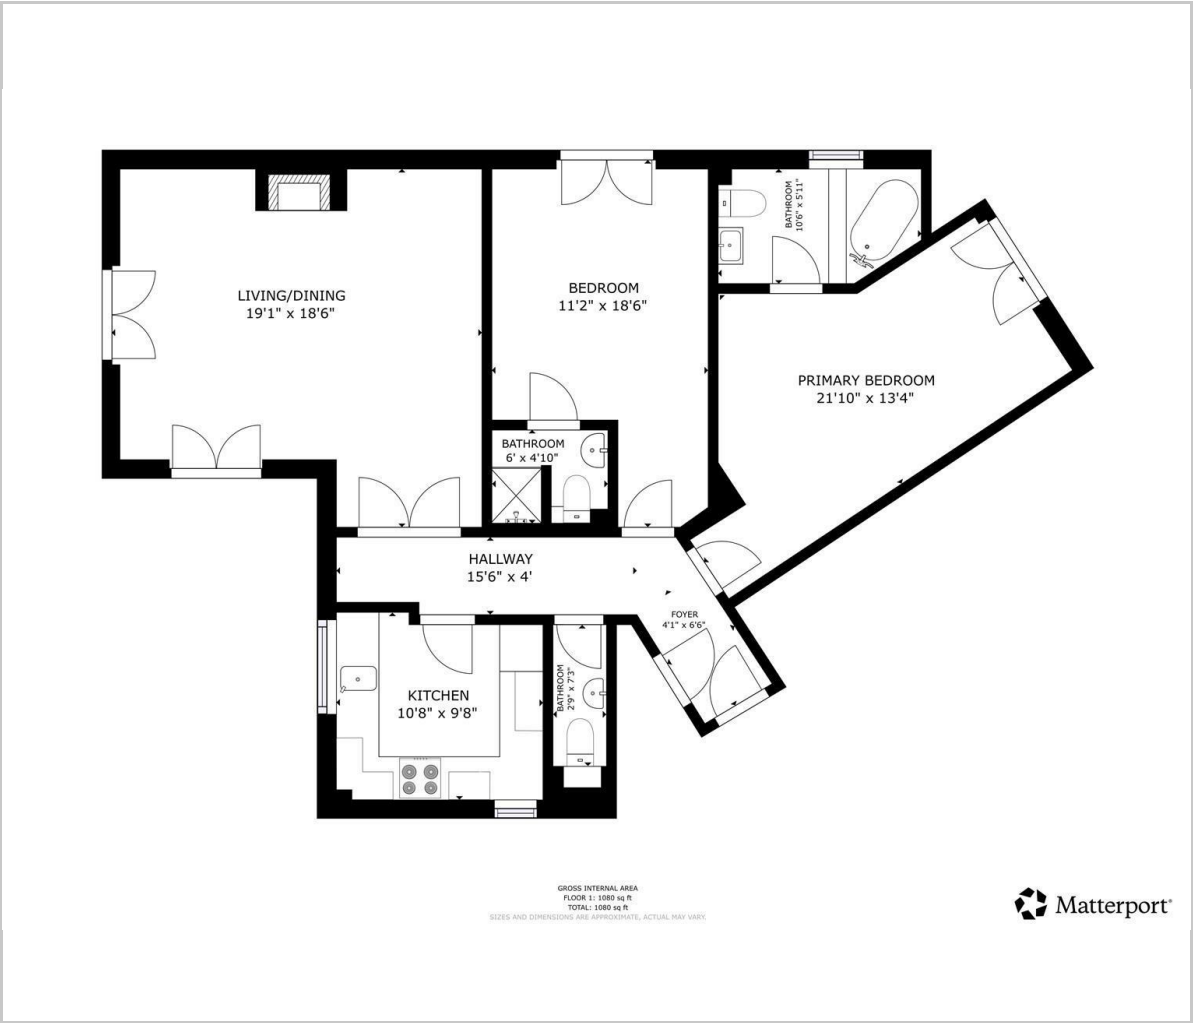 LIVING/DINING
19'1" x 18'6"
BEDROOM
11'2" x 18'6"
BATHROOM
10'6" x 5'11"
PRIMARY BEDROOM
21'10" x 13'4"
BATHROOM
6' x 4'10"
HALLWAY
15'6" x 4'
FOYER
4'1" x 6'6"
KITCHEN
10'8" x 9'8"
BATHROOM
2'9" x 7'3"
GROSS INTERNAL AREA
FLOOR 1: 1080 sq ft
TOTAL: 1080 sq ft
SIZES AND DIMENSIONS ARE APPROXIMATE, ACTUAL MAY VARY.
Matterport